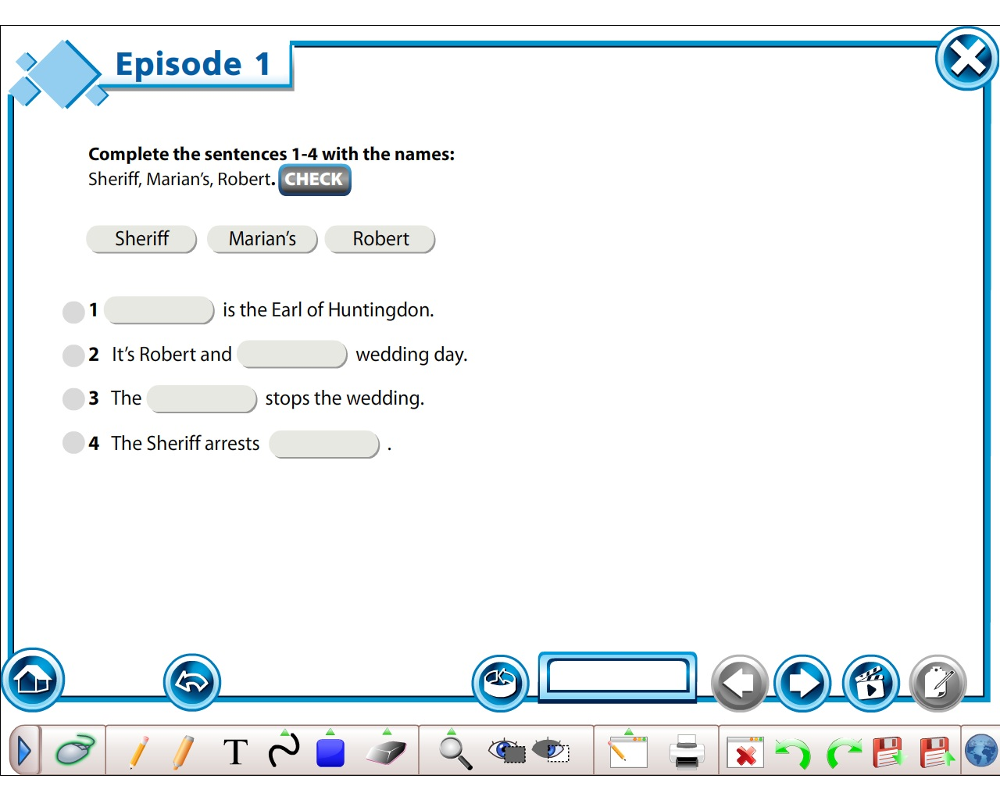 Episode 1
Complete the sentences 1-4 with the names:
Sheriff, Marian's, Robert. CHECK
Sheriff Marian's Robert
1 is the Earl of Huntingdon.
2 It's Robert and wedding day.
3 The stops the wedding.
4 The Sheriff arrests .
T